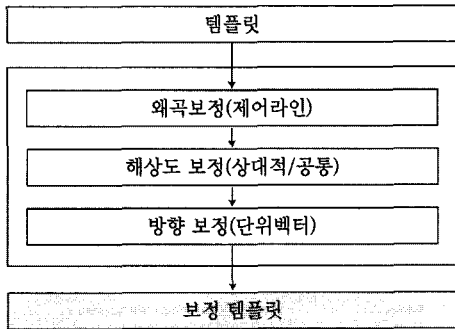 템플릿
왜곡보정(제어라인)
해상도 보정(상대적/공통)
방향 보정(단위벡터)
보정 템플릿